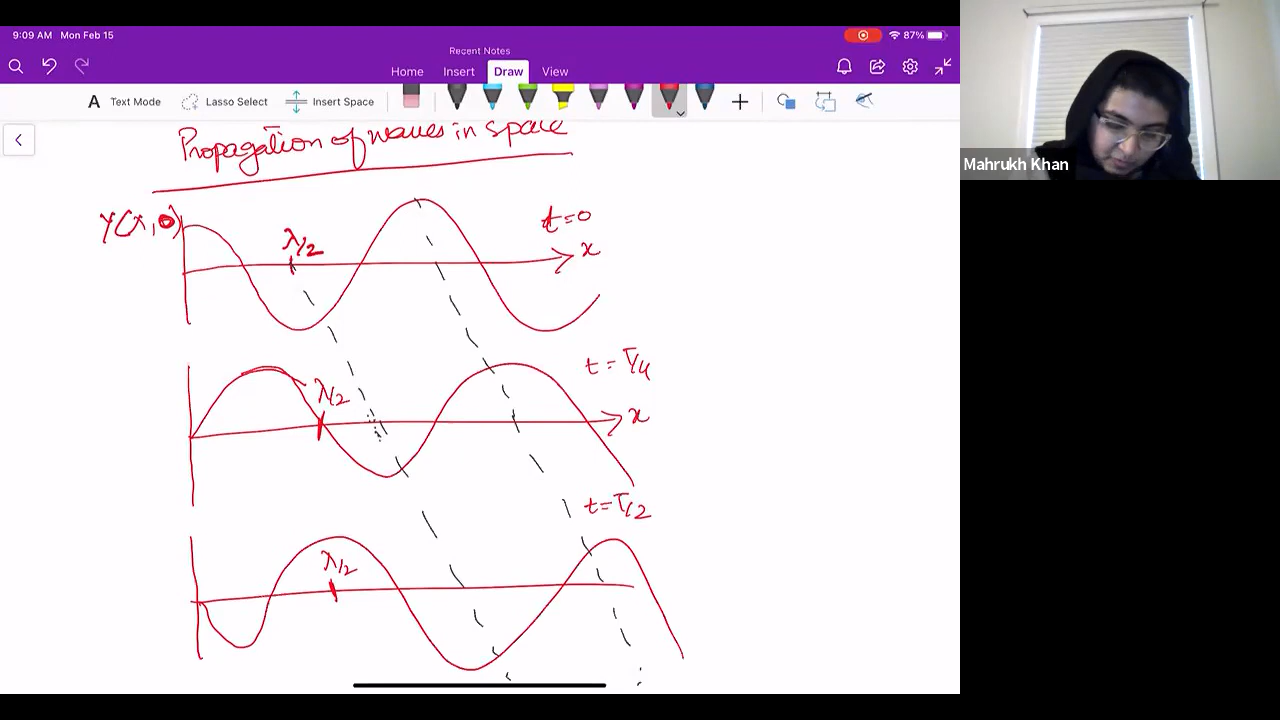 9:09 AM Mon Feb 15
87%
Recent Notes
Home Insert Draw View
Text Mode Lasso Select Insert Space
Propagation of waves in space
Y(x,0)
t=0
λ/2
x
t=T/4
λ/2
x
t=T/2
λ/2
Mahrukh Khan